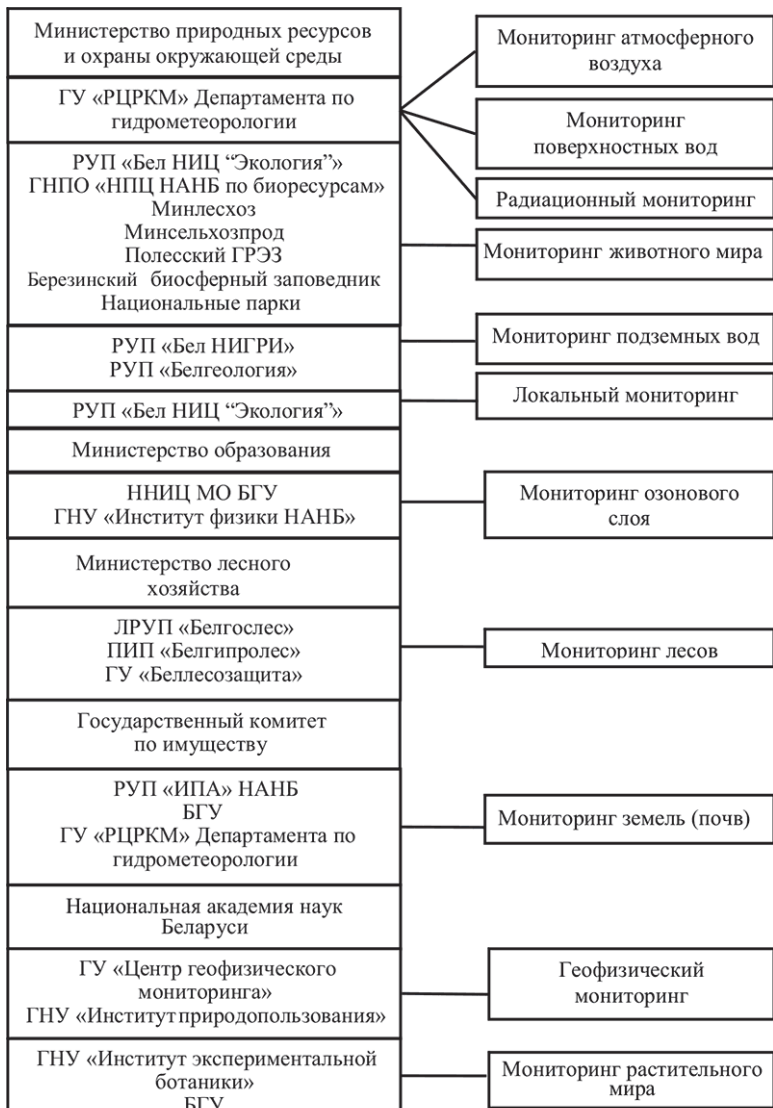 Министерство природных ресурсов
и охраны окружающей среды
ГУ «РЦРКМ» Департамента по
гидрометеорологии
РУП «Бел НИЦ “Экология”»
ГНПО «НПЦ НАНБ по биоресурсам»
Минлесхоз
Минсельхозпрод
Полесский ГРЭЗ
Березинский биосферный заповедник
Национальные парки
РУП «Бел НИГРИ»
РУП «Белгеология»
РУП «Бел НИЦ “Экология”»
Министерство образования
ННИЦ МО БГУ
ГНУ «Институт физики НАНБ»
Министерство лесного
хозяйства
ЛРУП «Белгослес»
ПИП «Белгипролес»
ГУ «Беллесозащита»
Государственный комитет
по имуществу
РУП «ИПА» НАНБ
БГУ
ГУ «РЦРКМ» Департамента по
гидрометеорологии
Национальная академия наук
Беларуси
ГУ «Центр геофизического
мониторинга»
ГНУ «Институт природопользования»
ГНУ «Институт экспериментальной
ботаники»
БГУ
Мониторинг атмосферного
воздуха
Мониторинг
поверхностных вод
Радиационный мониторинг
Мониторинг животного мира
Мониторинг подземных вод
Локальный мониторинг
Мониторинг озонового
слоя
Мониторинг лесов
Мониторинг земель (почв)
Геофизический
мониторинг
Мониторинг растительного
мира